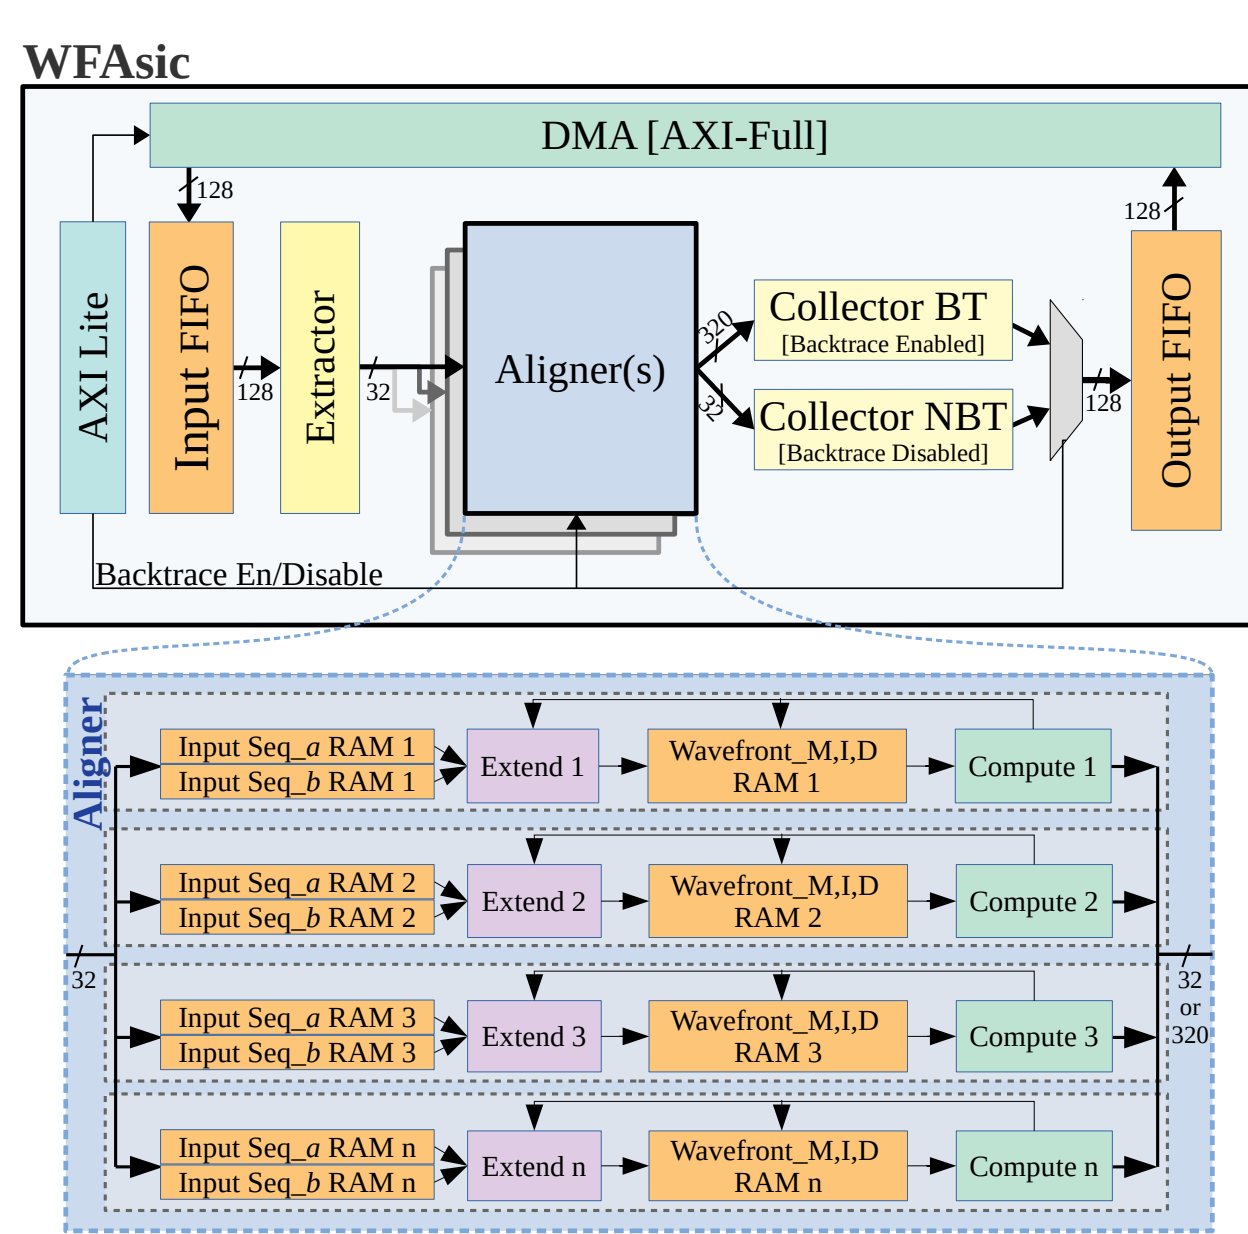 WFAsic
DMA [AXI-Full]
128
128
AXI Lite
Input FIFO
128
Extractor
32
Aligner(s)
320
32
Collector BT
[Backtrace Enabled]
Collector NBT
[Backtrace Disabled]
128
Output FIFO
Backtrace En/Disable
Aligner
Input Seq_a RAM 1
Input Seq_b RAM 1
Extend 1
Wavefront_M,I,D
RAM 1
Compute 1
Input Seq_a RAM 2
Input Seq_b RAM 2
Extend 2
Wavefront_M,I,D
RAM 2
Compute 2
32
32
or
320
Input Seq_a RAM 3
Input Seq_b RAM 3
Extend 3
Wavefront_M,I,D
RAM 3
Compute 3
Input Seq_a RAM n
Input Seq_b RAM n
Extend n
Wavefront_M,I,D
RAM n
Compute n